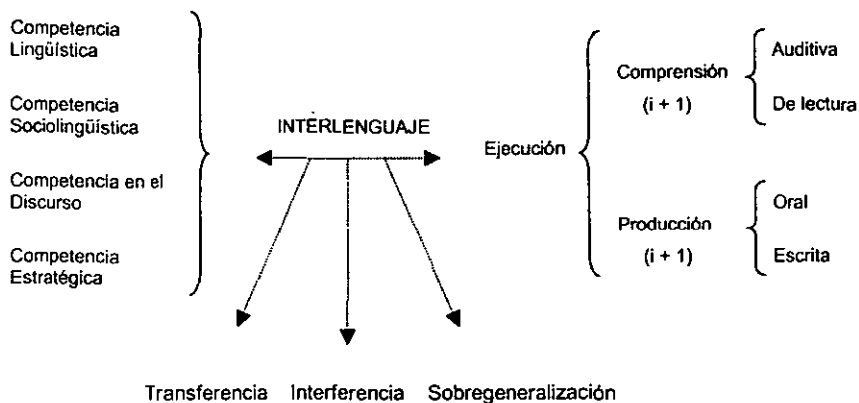 Competencia
Lingüística
Competencia
Sociolingüística
Competencia en el
Discurso
Competencia
Estratégica
INTERLENGUAJE
Ejecución
Comprensión
(i + 1)
Auditiva
De lectura
Producción
(i + 1)
Oral
Escrita
Transferencia Interferencia Sobregeneralización